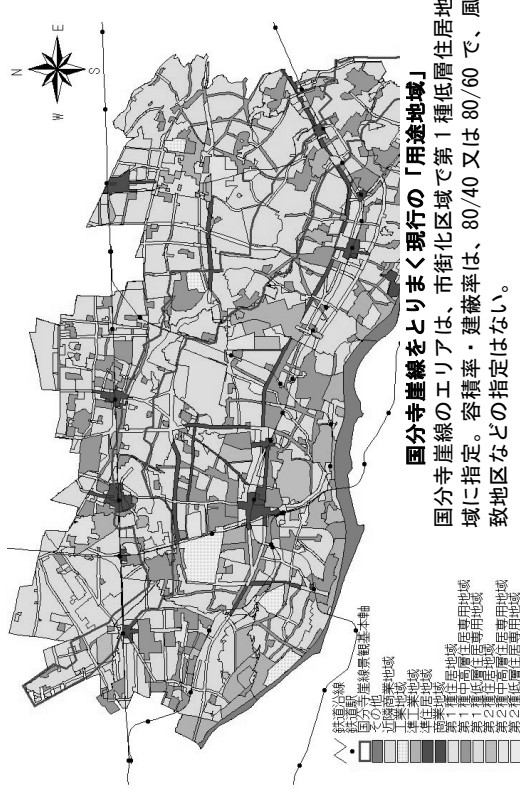 N
E
S
W
国分寺崖線をとりまく現行の「用途地域」
国分寺崖線のエリアは、市街化区域で第1種低層住居地
域に指定。容積率・建蔽率は、80/40 又は 80/60 で、風
致地区などの指定はない。
鉄道沿線
鉄道駅
国分寺崖線景観基本軸
その他
近隣商業地域
工業地域
準工業地域
準住居地域
商業地域
第1種住居地域
第1種中高層住居専用地域
第1種低層住居専用地域
第2種住居地域
第2種中高層住居専用地域
第2種低層住居専用地域